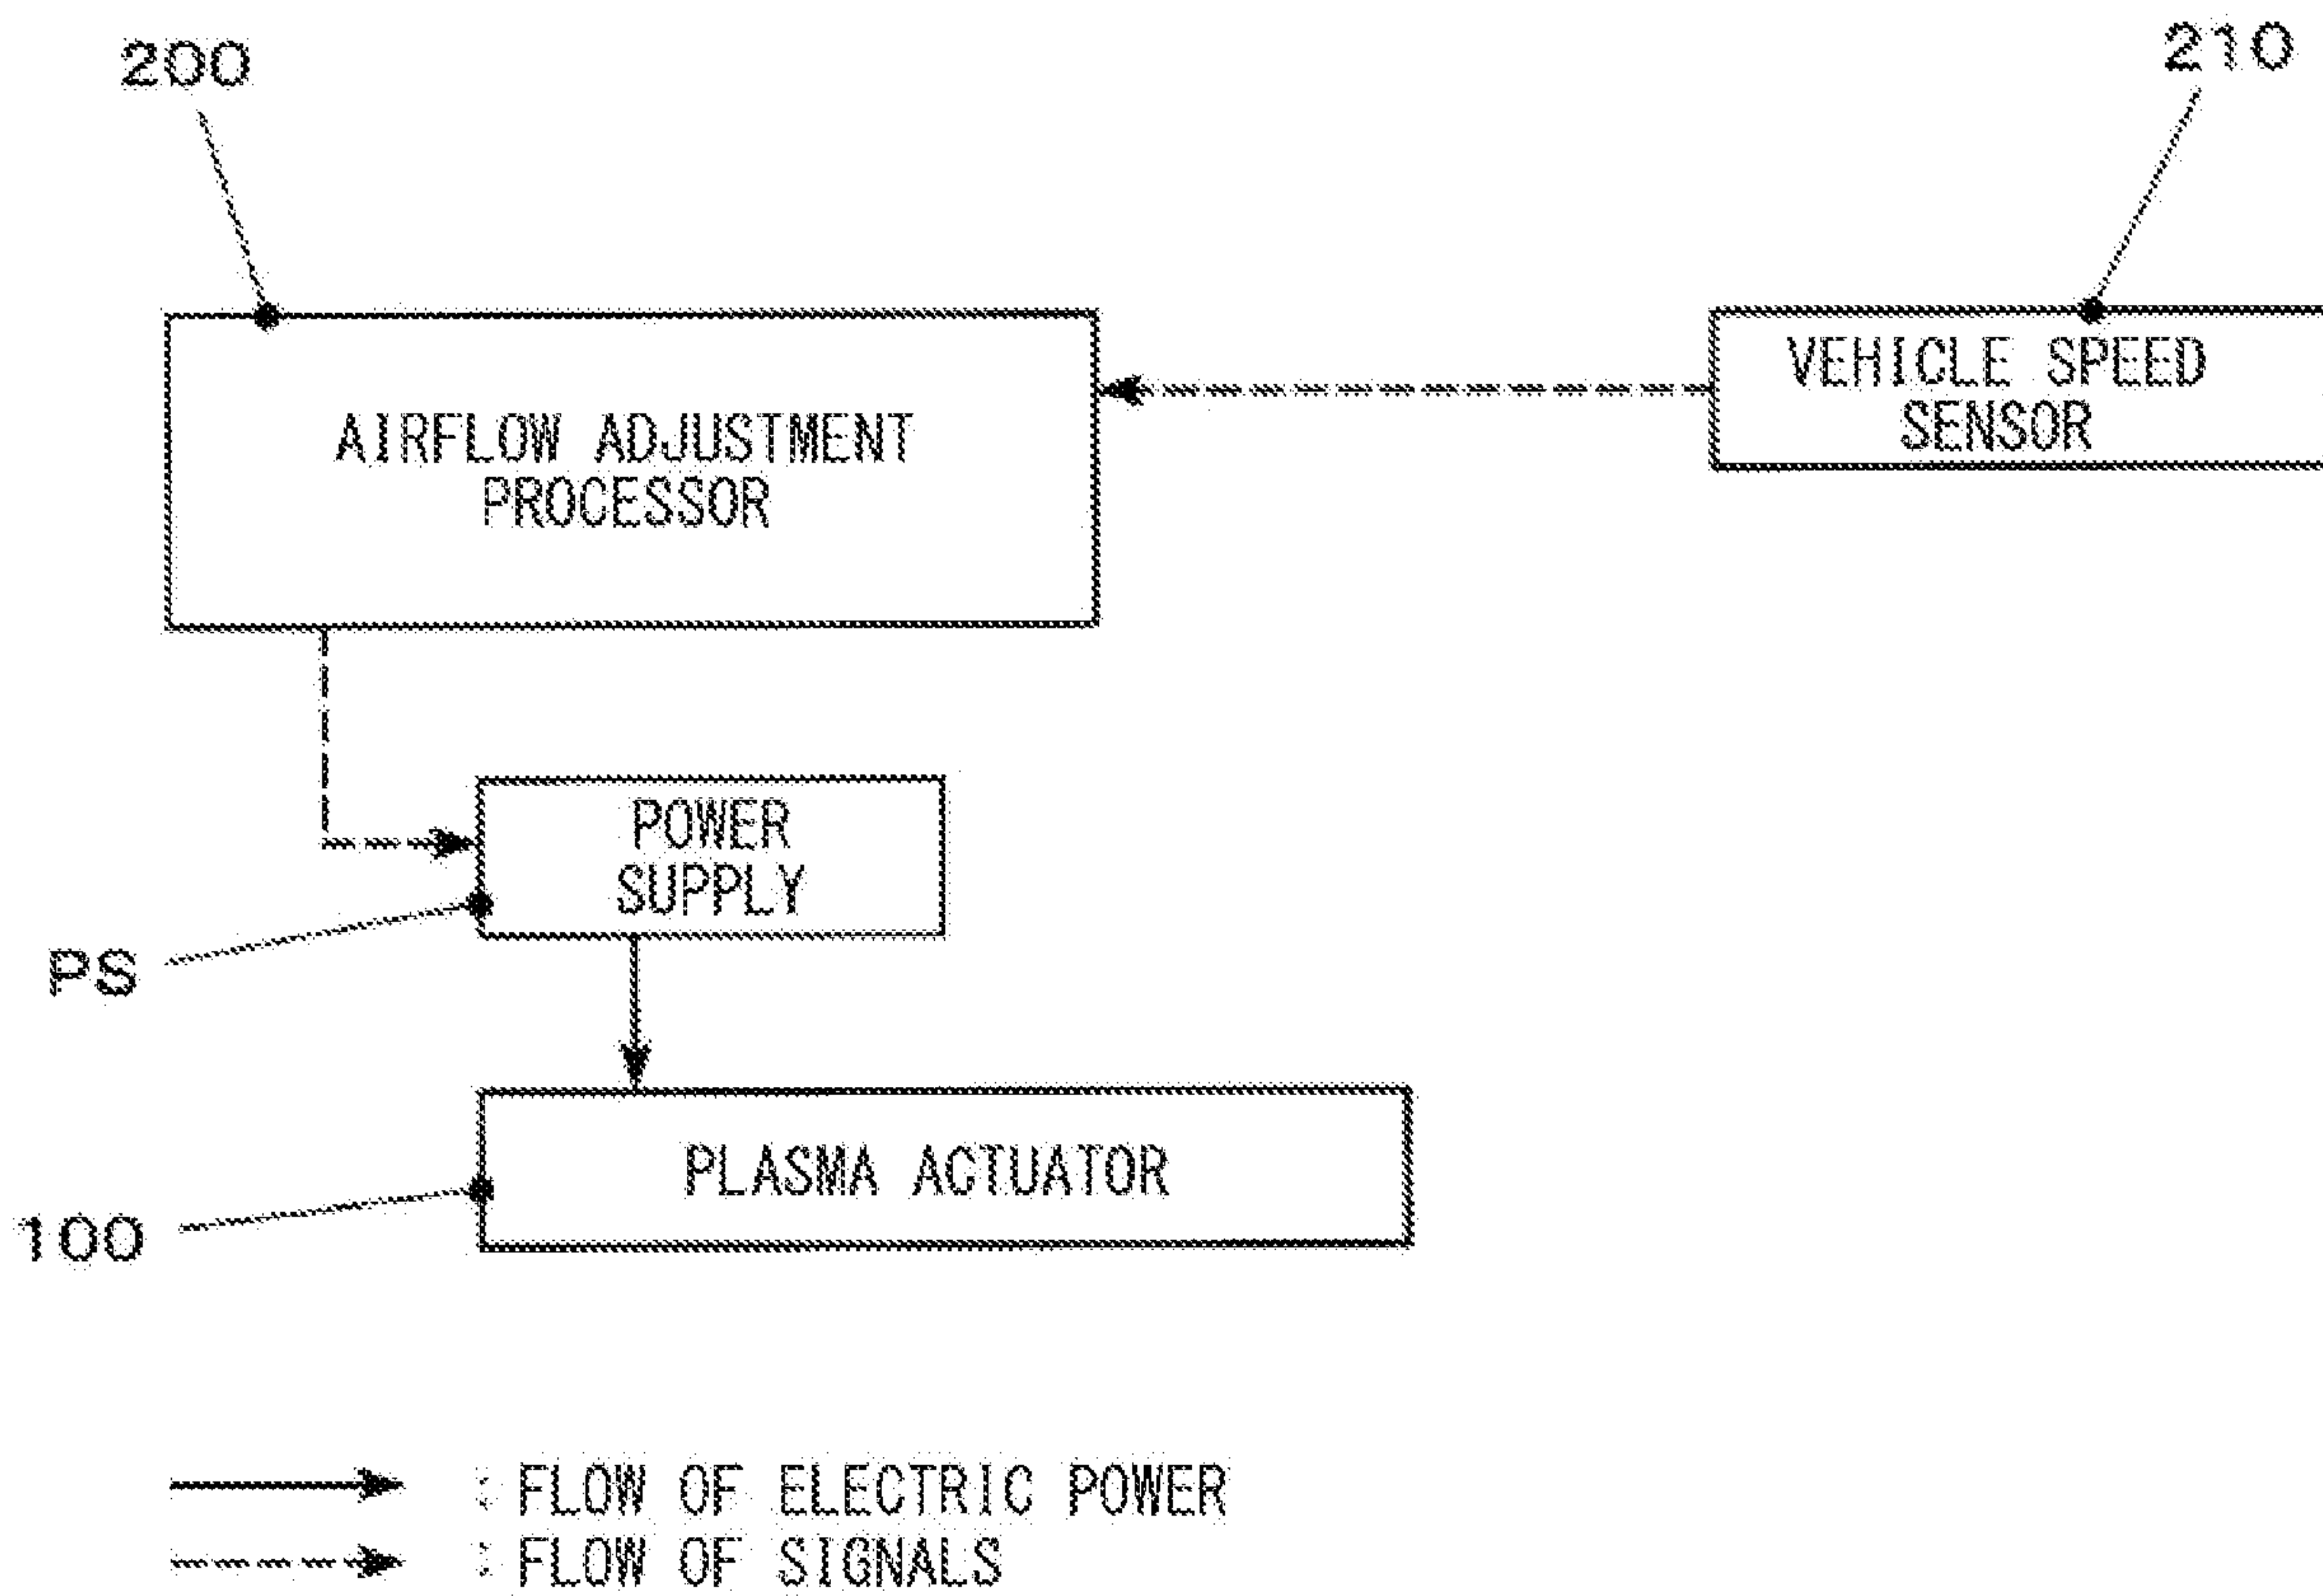 200
210
AIRFLOW ADJUSTMENT
PROCESSOR
VEHICLE SPEED
SENSOR
POWER
SUPPLY
PS
PLASMA ACTUATOR
100
: FLOW OF ELECTRIC POWER
: FLOW OF SIGNALS